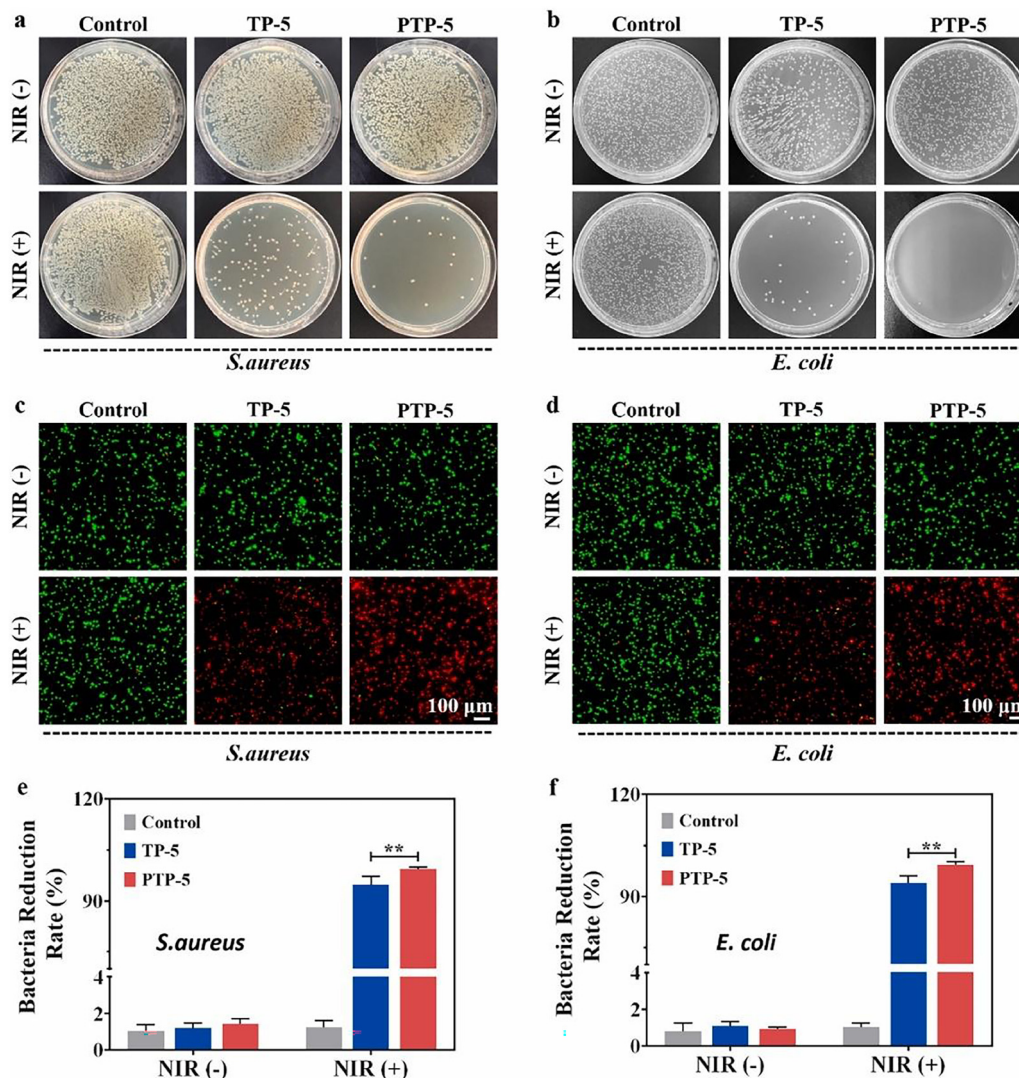 a Control TP-5 PTP-5
NIR (-)
NIR (+)
S.aureus
b Control TP-5 PTP-5
NIR (-)
NIR (+)
E. coli
c Control TP-5 PTP-5
NIR (-)
NIR (+)
100 μm
S.aureus
d Control TP-5 PTP-5
NIR (-)
NIR (+)
100 μm
E. coli
e
Bacteria Reduction
Rate (%)
120
90
4
2
0
Control
TP-5
PTP-5
**
S.aureus
NIR (-) NIR (+)
f
Bacteria Reduction
Rate (%)
120
90
4
2
0
Control
TP-5
PTP-5
**
E. coli
NIR (-) NIR (+)